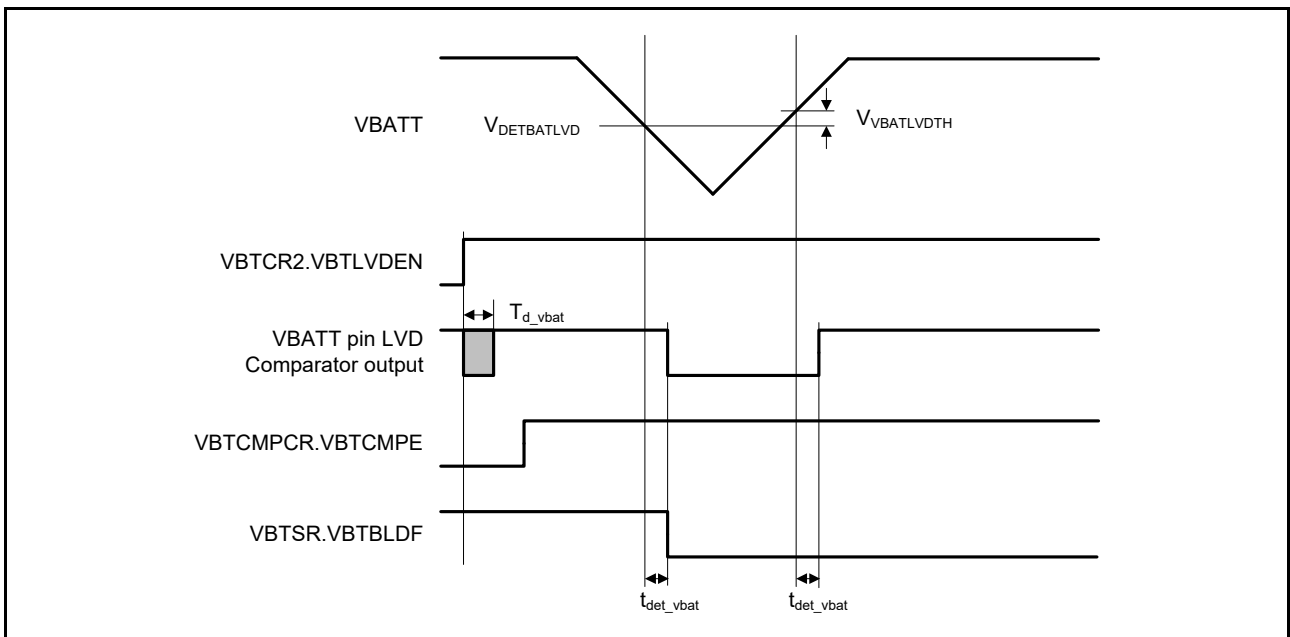 VBATT
VDETBATLVD
VVBATLVDTH
VBTCR2.VBTLVDEN
Td_vbat
VBATT pin LVD
Comparator output
VBTCMPCR.VBTCMPE
VBTSR.VBTBLDF
tdet_vbat
tdet_vbat